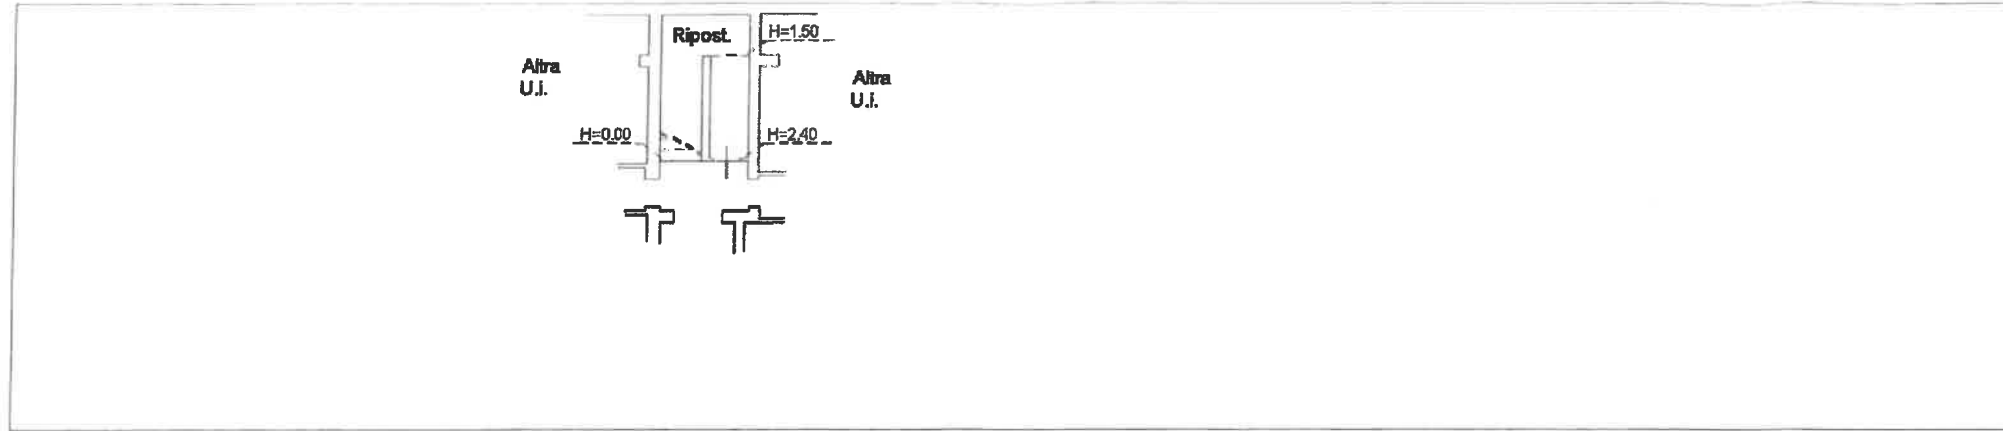 Ripost.
H=1.50
Altra
U.i.
Altra
U.i.
H=0.00
H=2.40